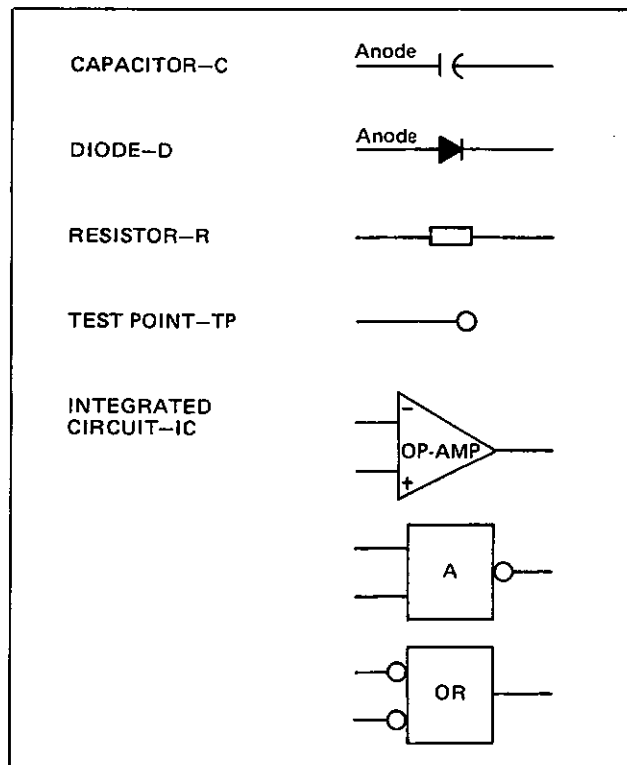 CAPACITOR—C
Anode
DIODE—D
Anode
RESISTOR—R
TEST POINT—TP
INTEGRATED
CIRCUIT—IC
−
OP-AMP
+
A
OR